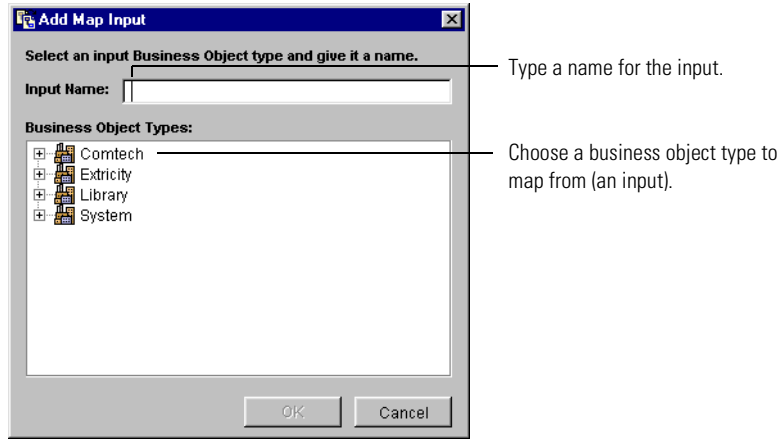 Add Map Input
Select an input Business Object type and give it a name.
Type a name for the input.
Input Name:
Business Object Types:
Comtech
Choose a business object type to
map from (an input).
Extricity
Library
System
OK
Cancel